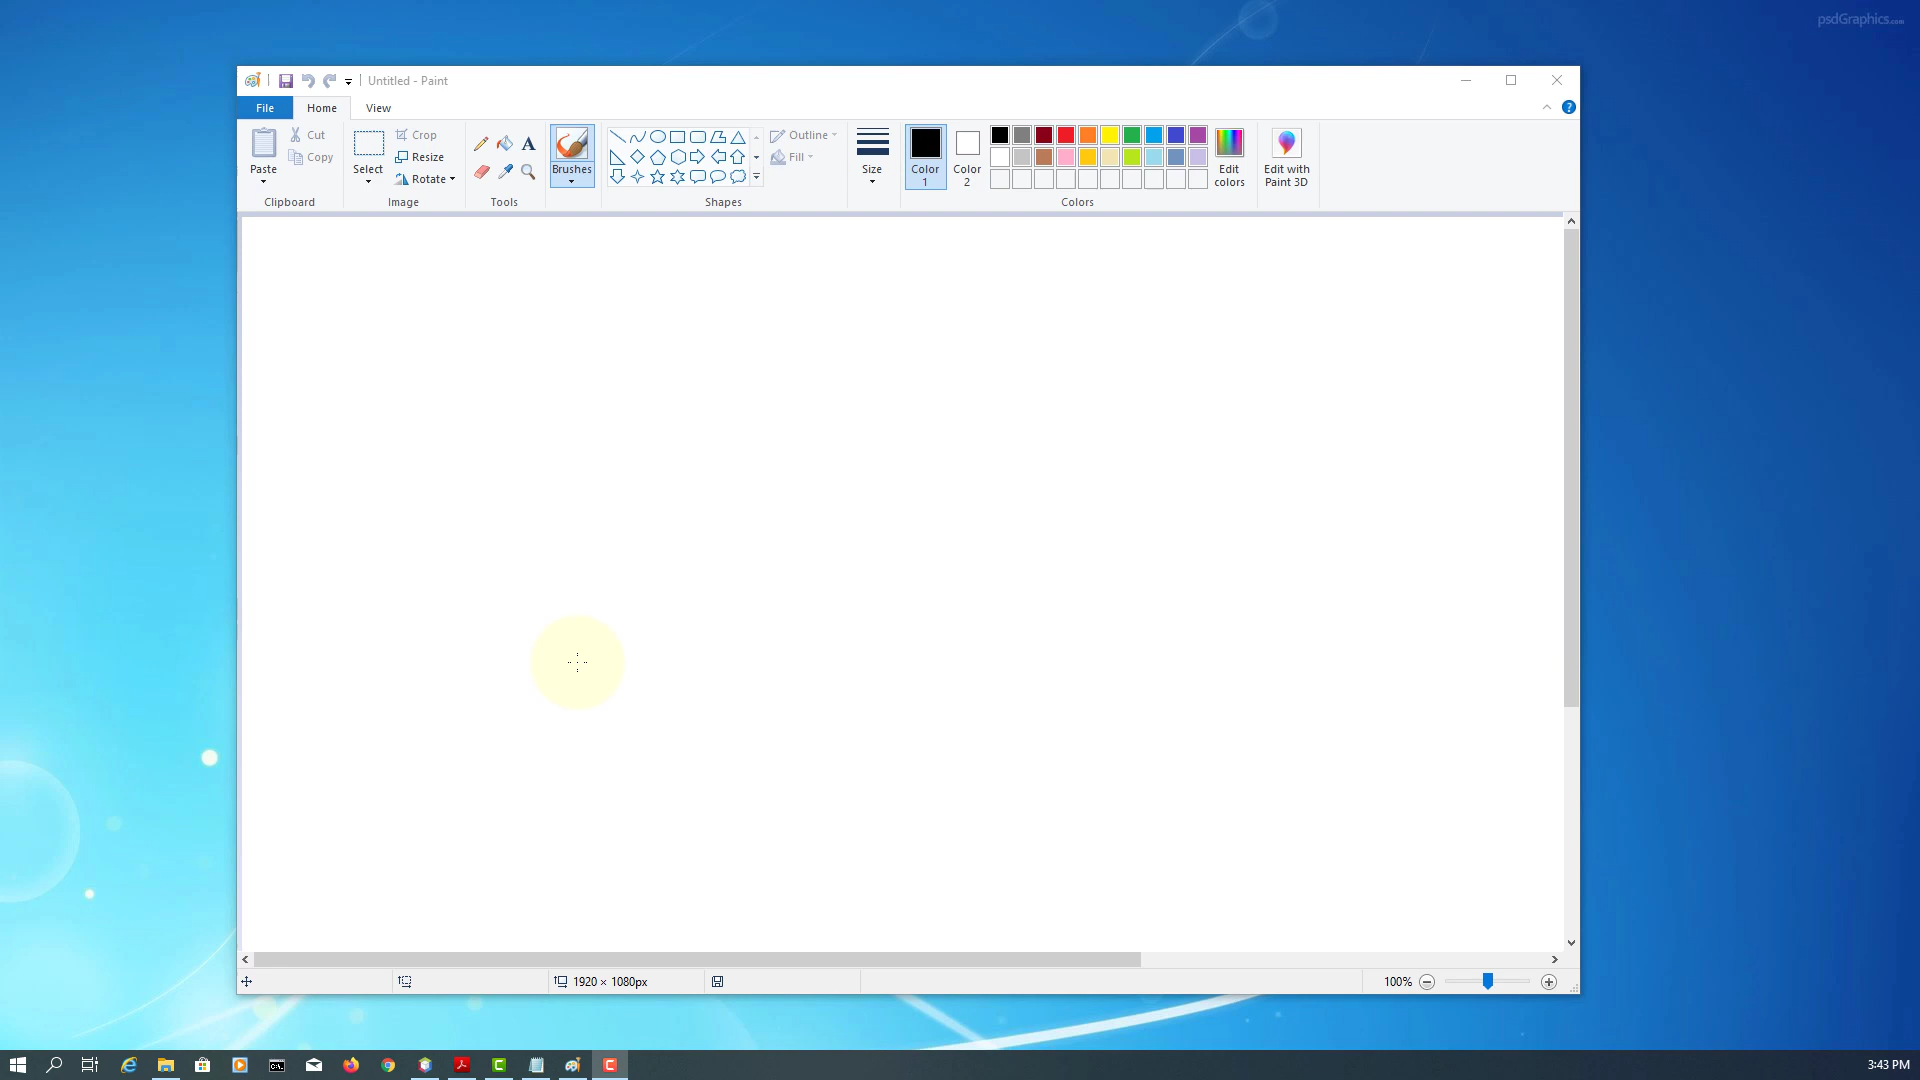 psdGraphics.com
Untitled - Paint
File Home View
Cut
Copy
Paste
Clipboard
Crop
Resize
Rotate
Select
Image
A
Tools
Brushes
Outline
Fill
Shapes
Size
Color
1
Color
2
Edit
colors
Colors
Edit with
Paint 3D
?
1920 × 1080px
100%
C:\.
C
C
3:43 PM